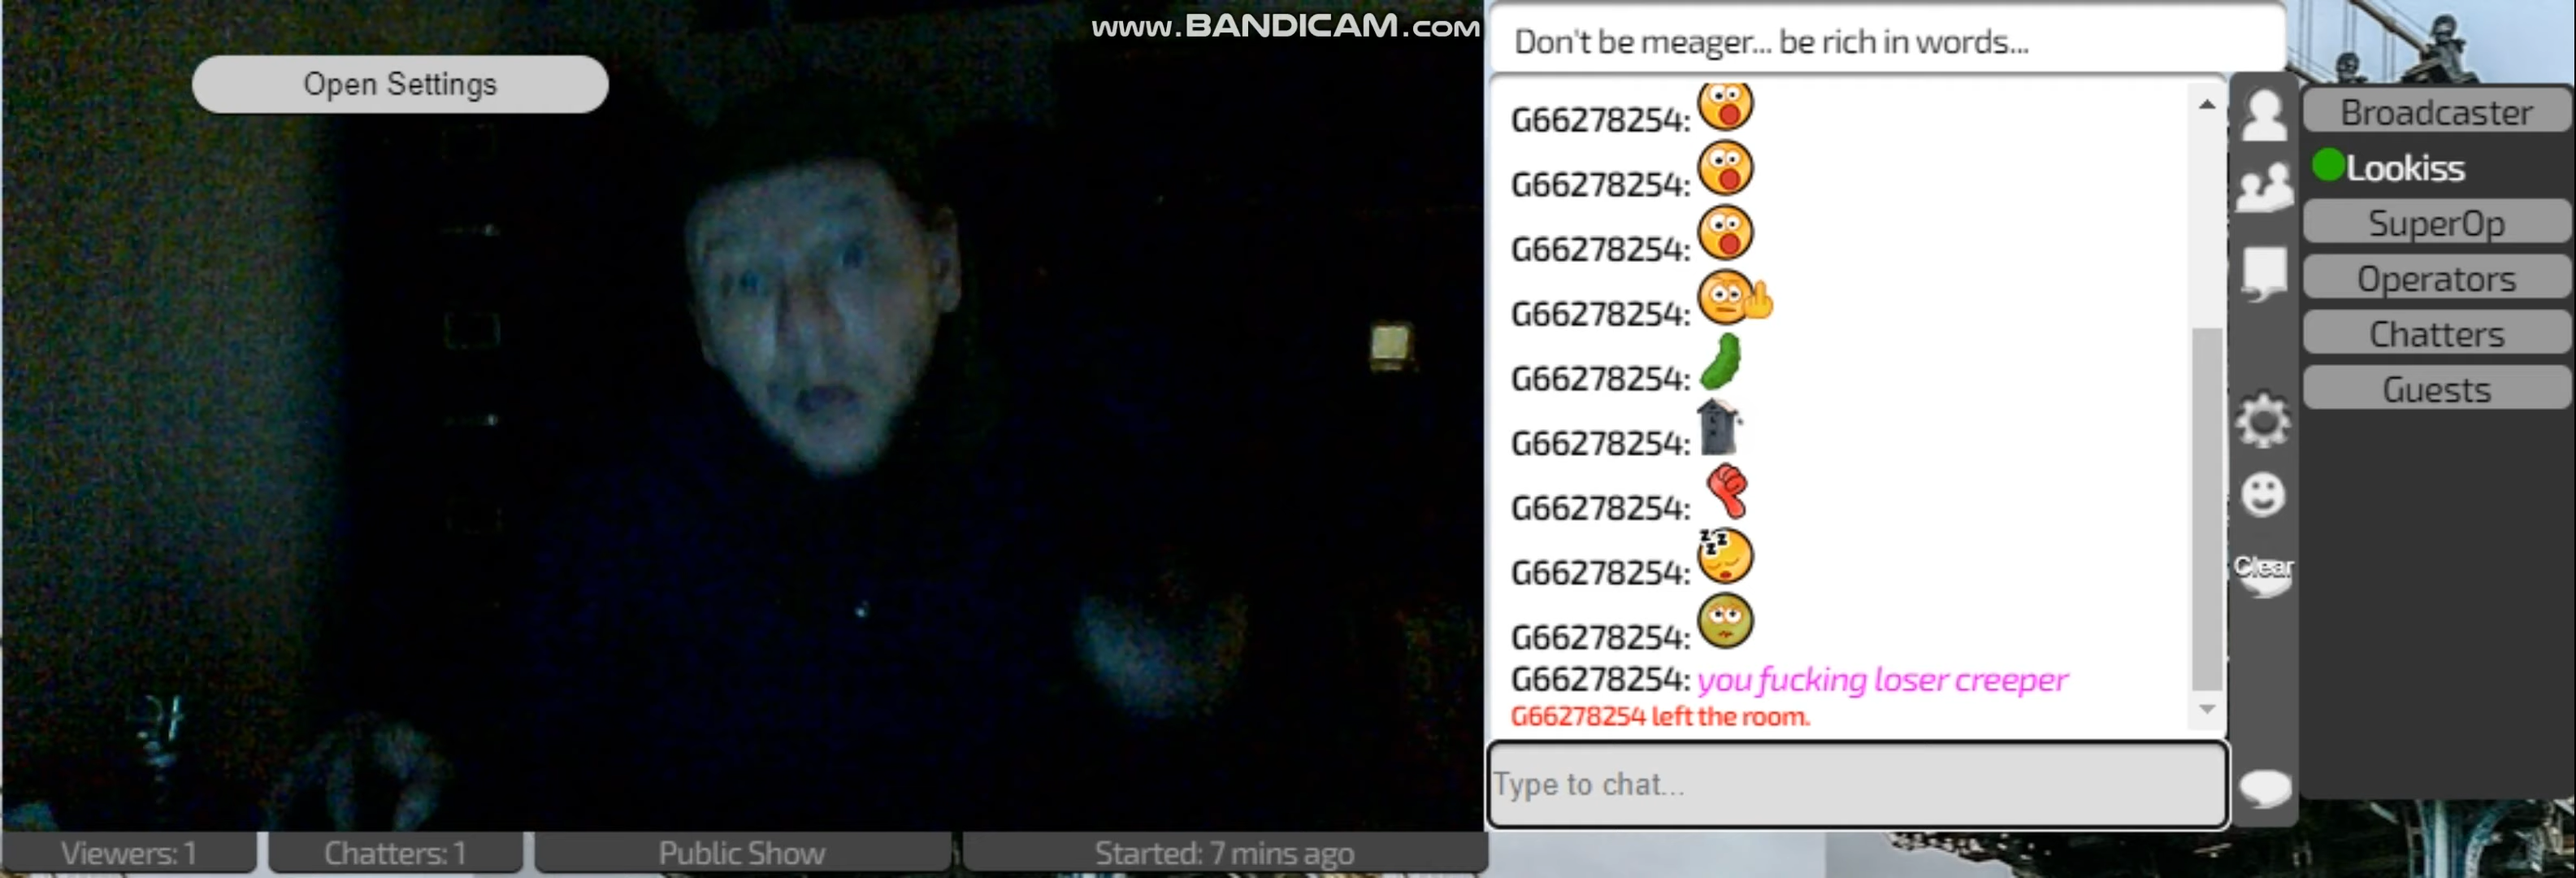 www.BANDICAM.com
Open Settings
Don't be meager... be rich in words...
G66278254:
G66278254:
G66278254:
G66278254:
G66278254:
G66278254:
G66278254:
G66278254: zzz
G66278254:
G66278254: you fucking loser creeper
G66278254 left the room.
Type to chat...
Clear
Broadcaster
Lookiss
SuperOp
Operators
Chatters
Guests
Viewers: 1
Chatters: 1
Public Show
Started: 7 mins ago